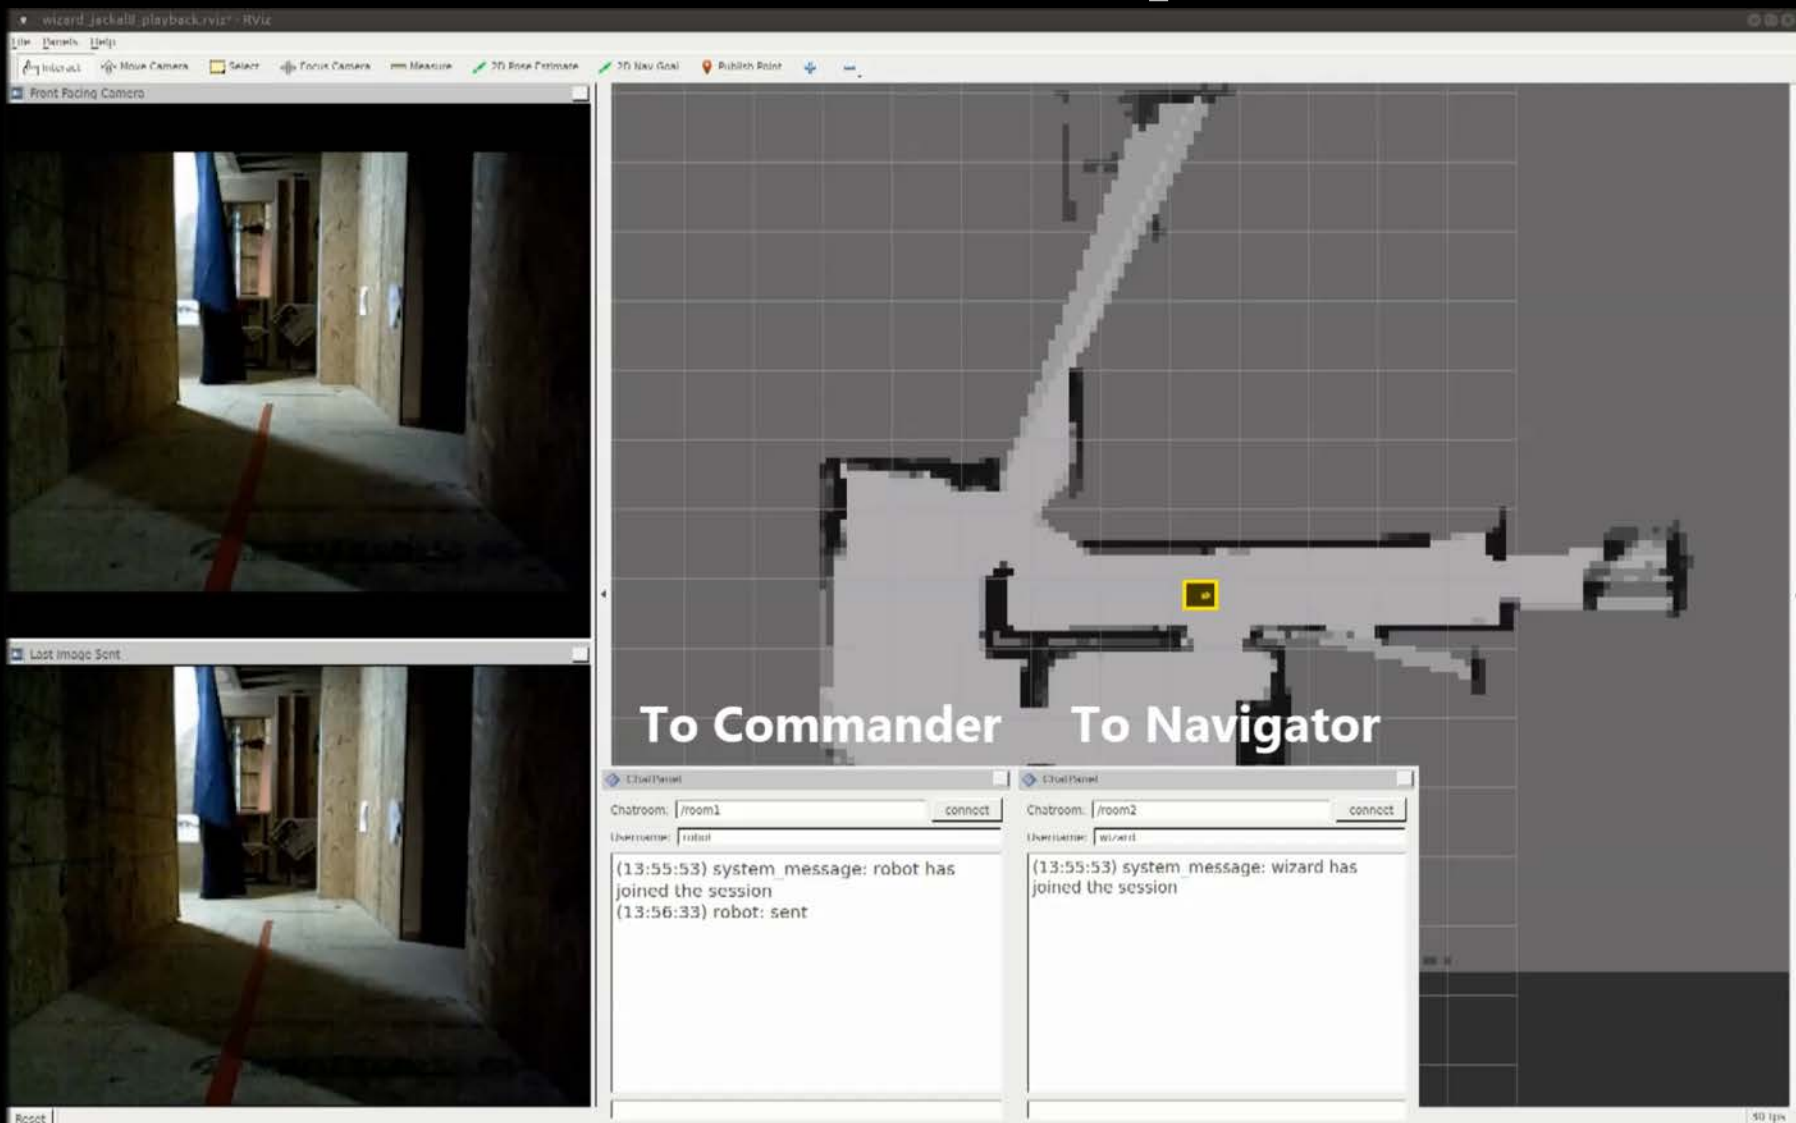 wizard_jackal8_playback.rviz* - RViz
File Panels Help
Interact Move Camera Select Focus Camera Measure 2D Pose Estimate 2D Nav Goal Publish Point
Front Facing Camera
Last Image Sent
To Commander To Navigator
ChatPanel
Chatroom: /room1 connect
Username: robot
(13:55:53) system_message: robot has
joined the session
(13:56:33) robot: sent
ChatPanel
Chatroom: /room2 connect
Username: wizard
(13:55:53) system_message: wizard has
joined the session
Reset
30 fps